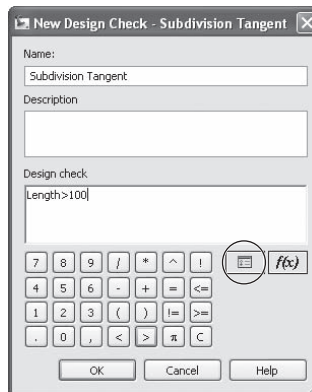 New Design Check - Subdivision Tangent
Name:
Subdivision Tangent
Description
Design check
Length>100
7 8 9 / * ^ ! f(x)
4 5 6 - + = <=
1 2 3 ( ) != >=
. 0 , < > π C
OK Cancel Help